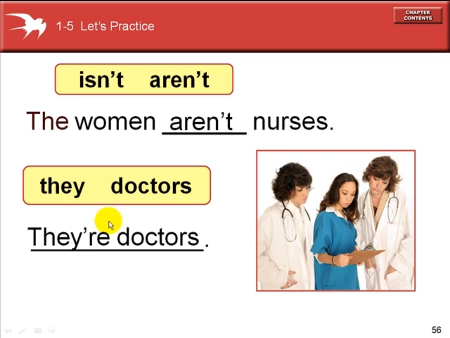 1-5 Let's Practice
CHAPTER
CONTENTS
isn't aren't
The women aren't nurses.
they doctors
They're doctors.
56